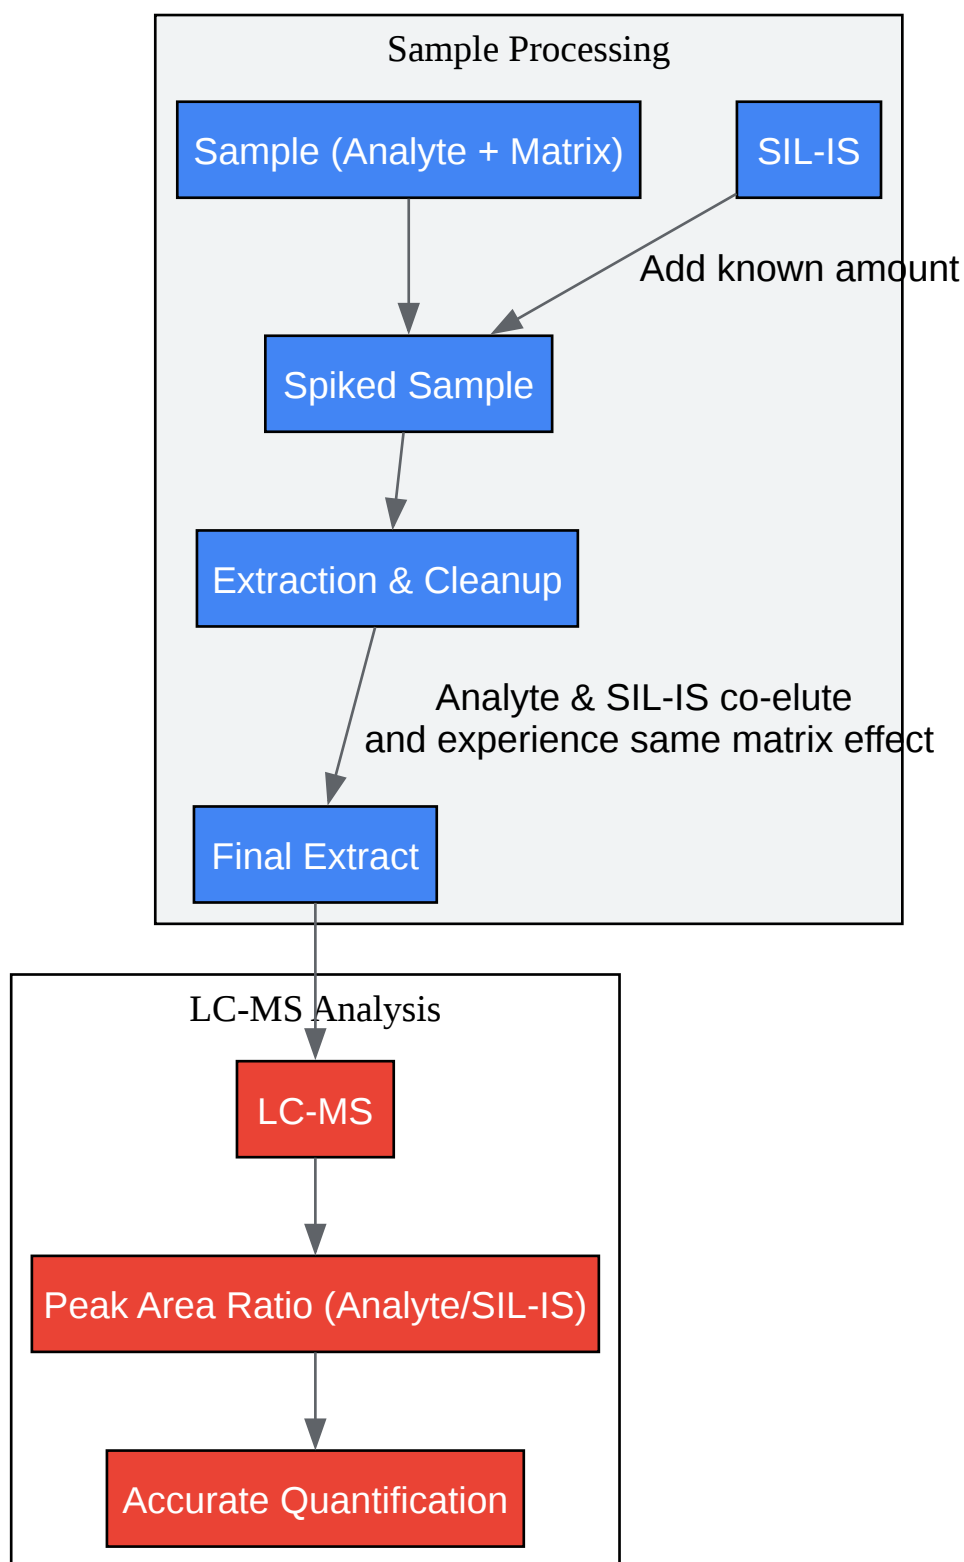 Sample Processing
Sample (Analyte + Matrix)
SIL-IS
Add known amount
Spiked Sample
Extraction & Cleanup
Analyte & SIL-IS co-elute
and experience same matrix effect
Final Extract
LC-MS Analysis
LC-MS
Peak Area Ratio (Analyte/SIL-IS)
Accurate Quantification